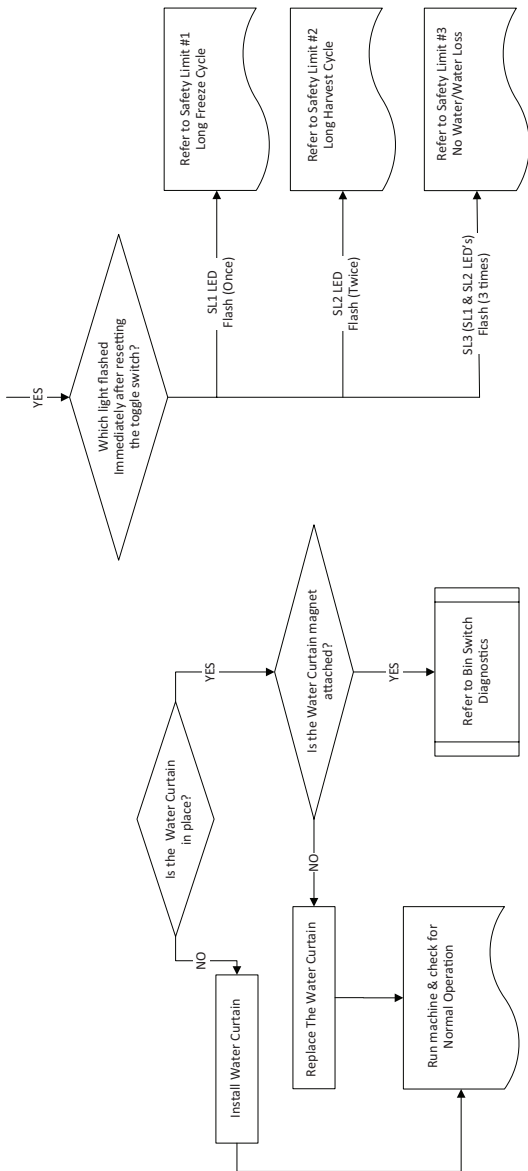 YES
Which light flashed
Immediately after resetting
the toggle switch?
SL1 LED
Flash (Once)
Refer to Safety Limit #1
Long Freeze Cycle
SL2 LED
Flash (Twice)
Refer to Safety Limit #2
Long Harvest Cycle
SL3 (SL1 & SL2 LED's)
Flash (3 times)
Refer to Safety Limit #3
No Water/Water Loss
Is the Water Curtain
in place?
NO
YES
Install Water Curtain
Is the Water Curtain magnet
attached?
NO
YES
Replace The Water Curtain
Refer to Bin Switch
Diagnostics
Run machine & check for
Normal Operation